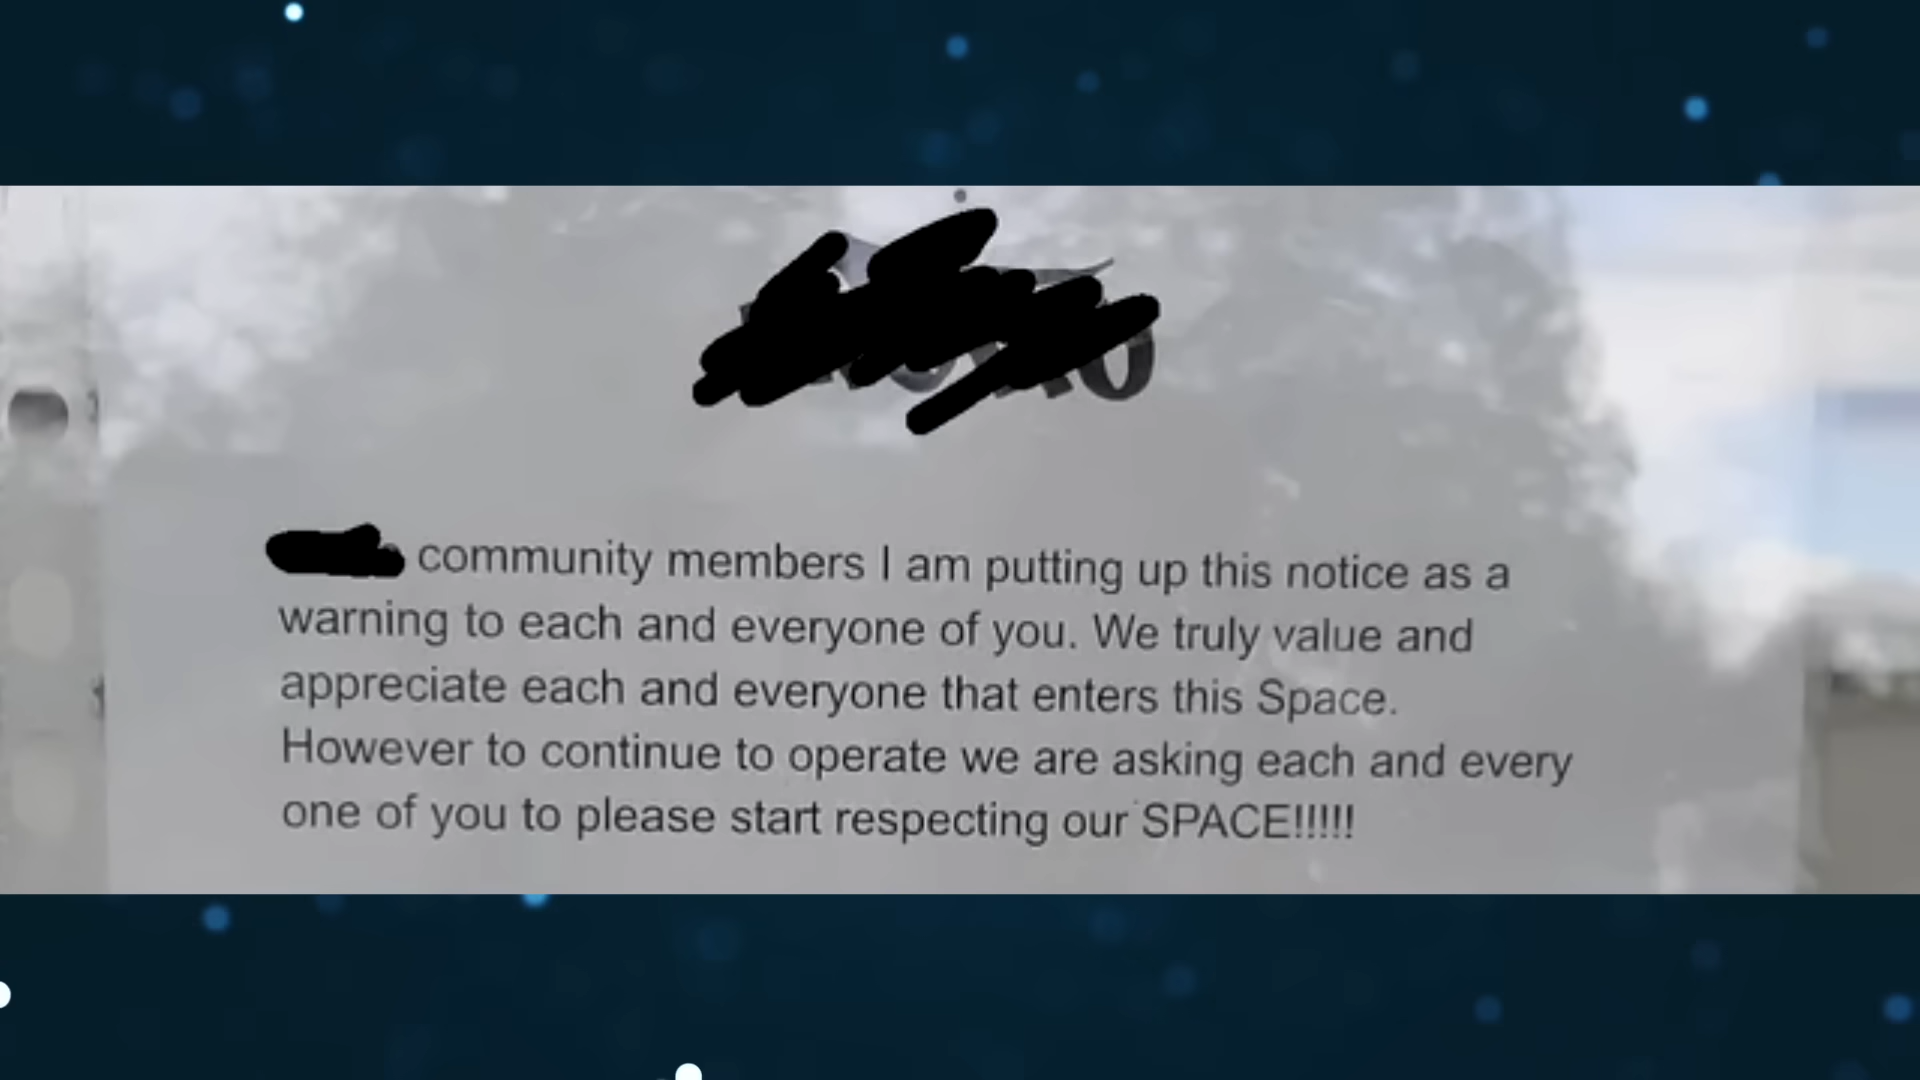 community members I am putting up this notice as a
warning to each and everyone of you. We truly value and
appreciate each and everyone that enters this Space.
However to continue to operate we are asking each and every
one of you to please start respecting our SPACE!!!!!